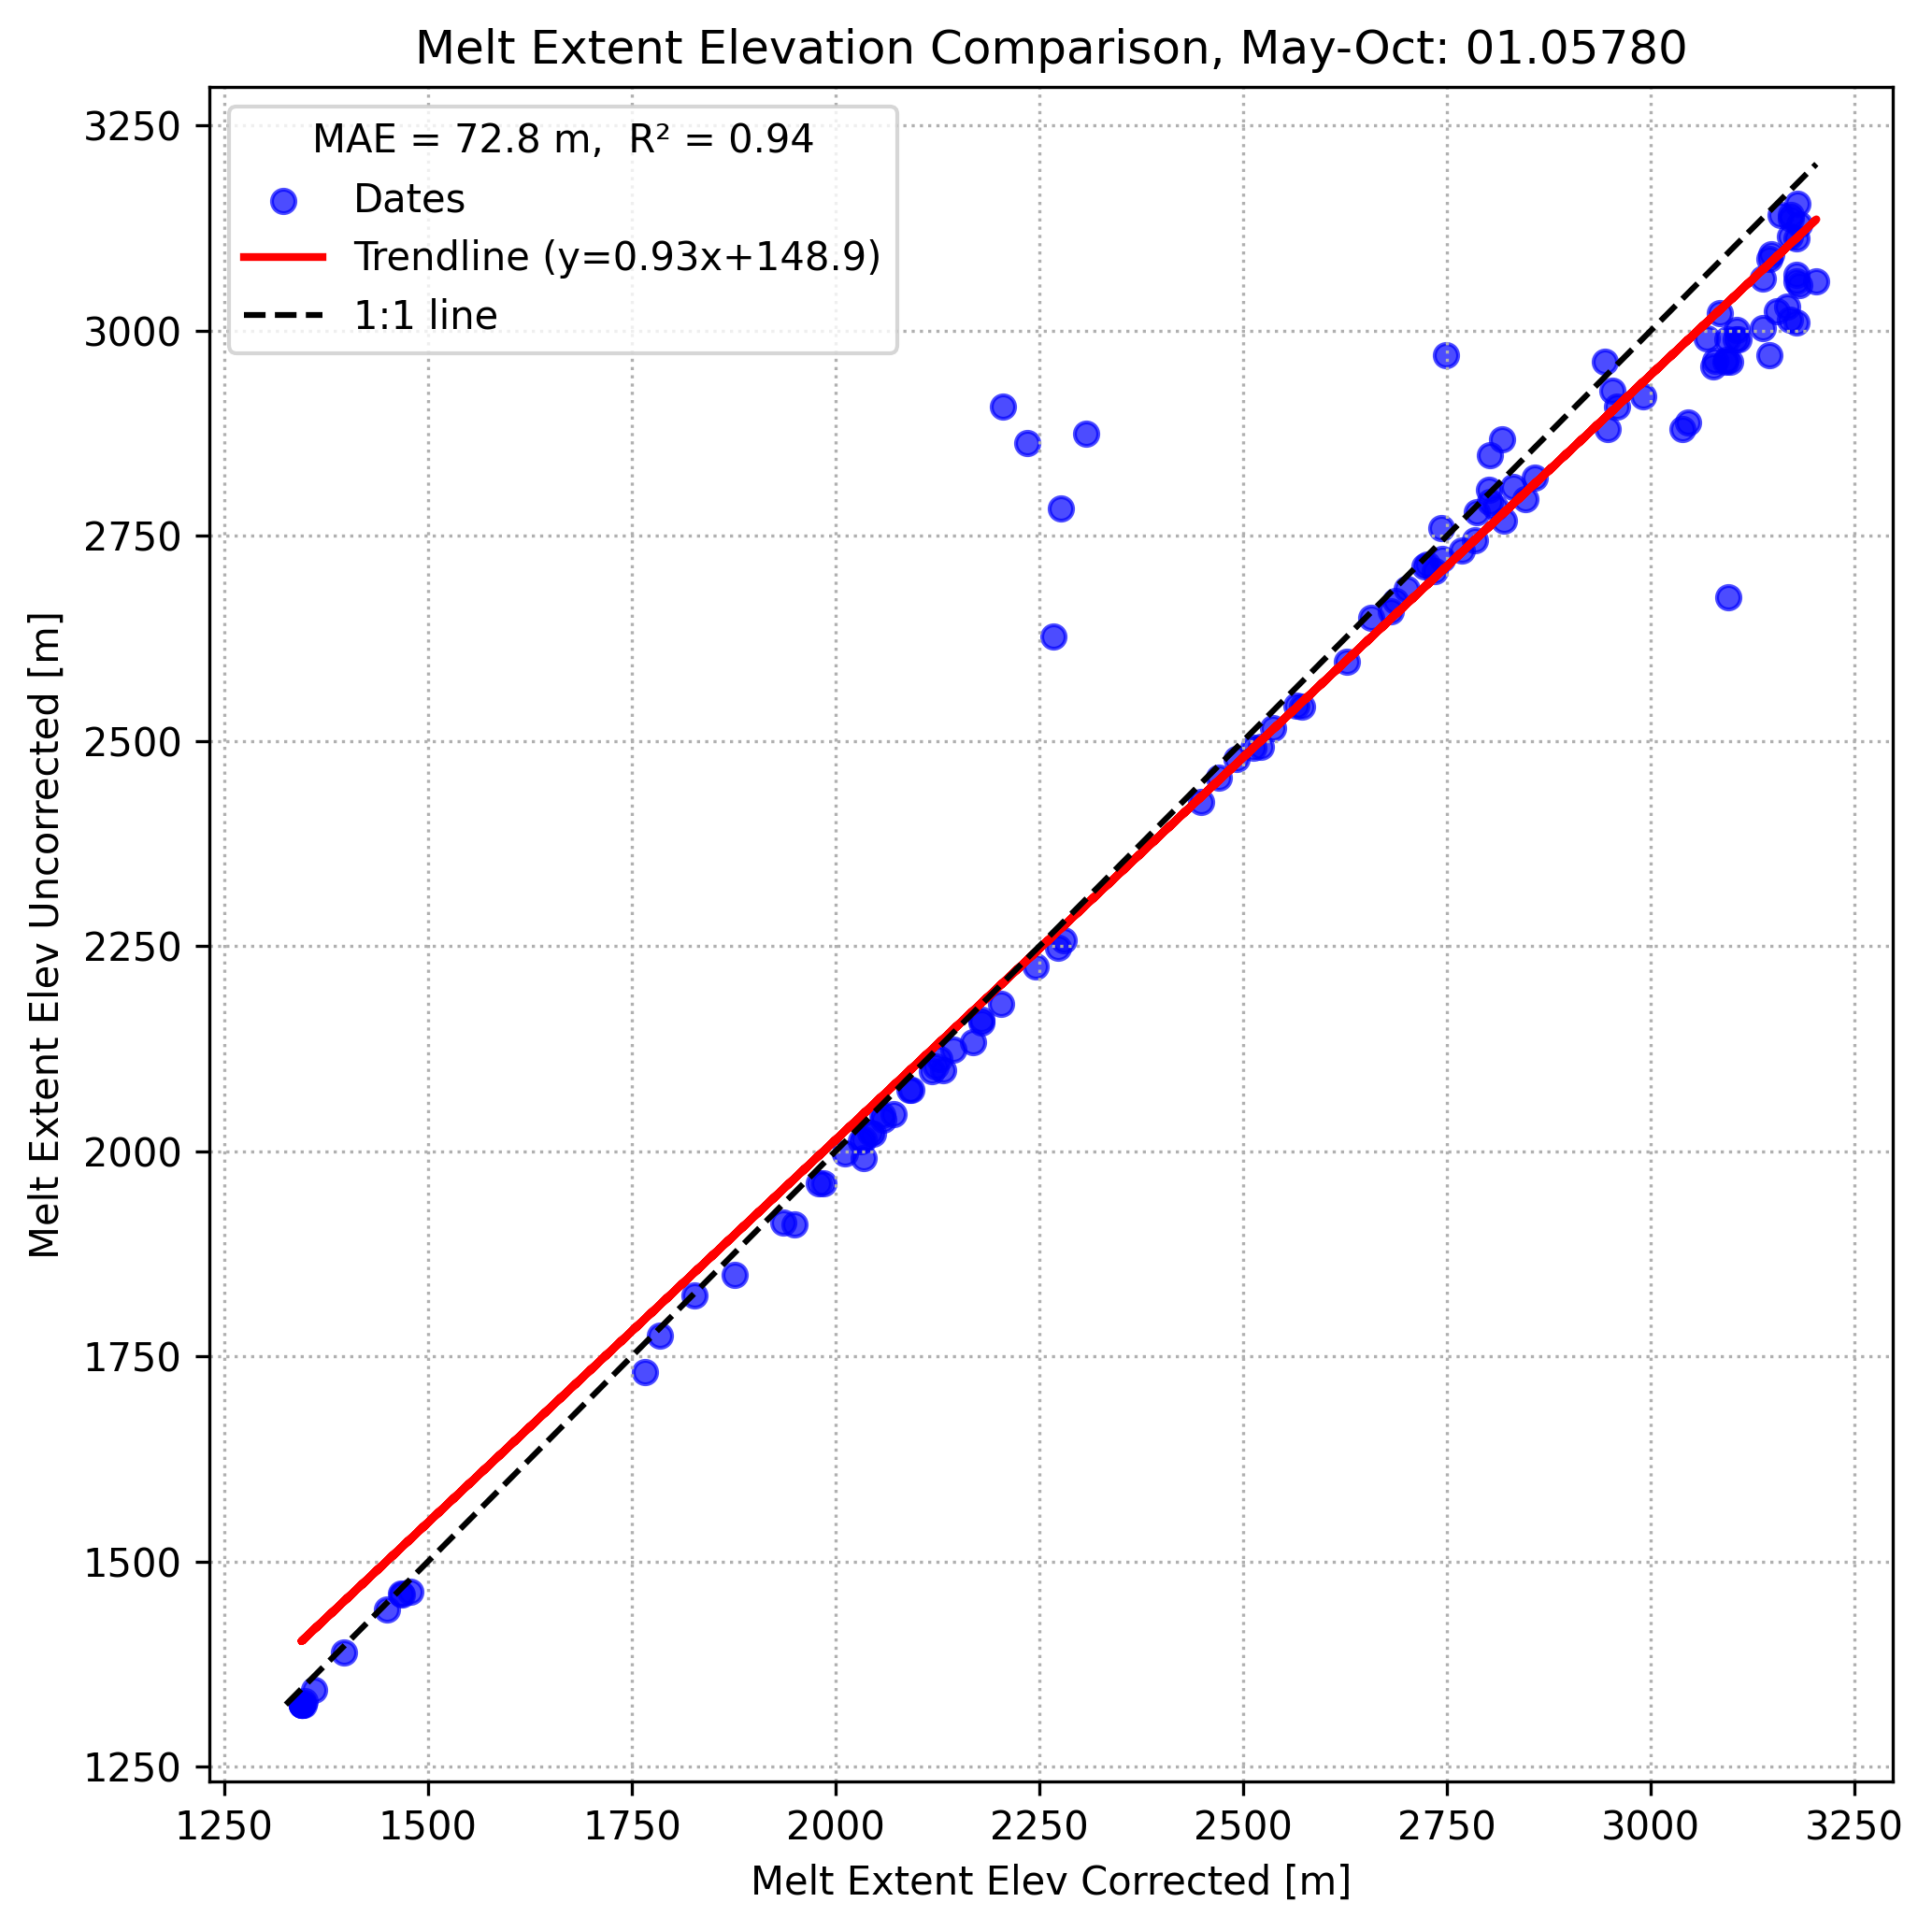 Melt Extent Elevation Comparison, May-Oct: 01.05780
MAE = 72.8 m,  R² = 0.94
Dates
Trendline (y=0.93x+148.9)
1:1 line
3250
3000
2750
2500
2250
2000
1750
1500
1250
Melt Extent Elev Uncorrected [m]
1250 1500 1750 2000 2250 2500 2750 3000 3250
Melt Extent Elev Corrected [m]